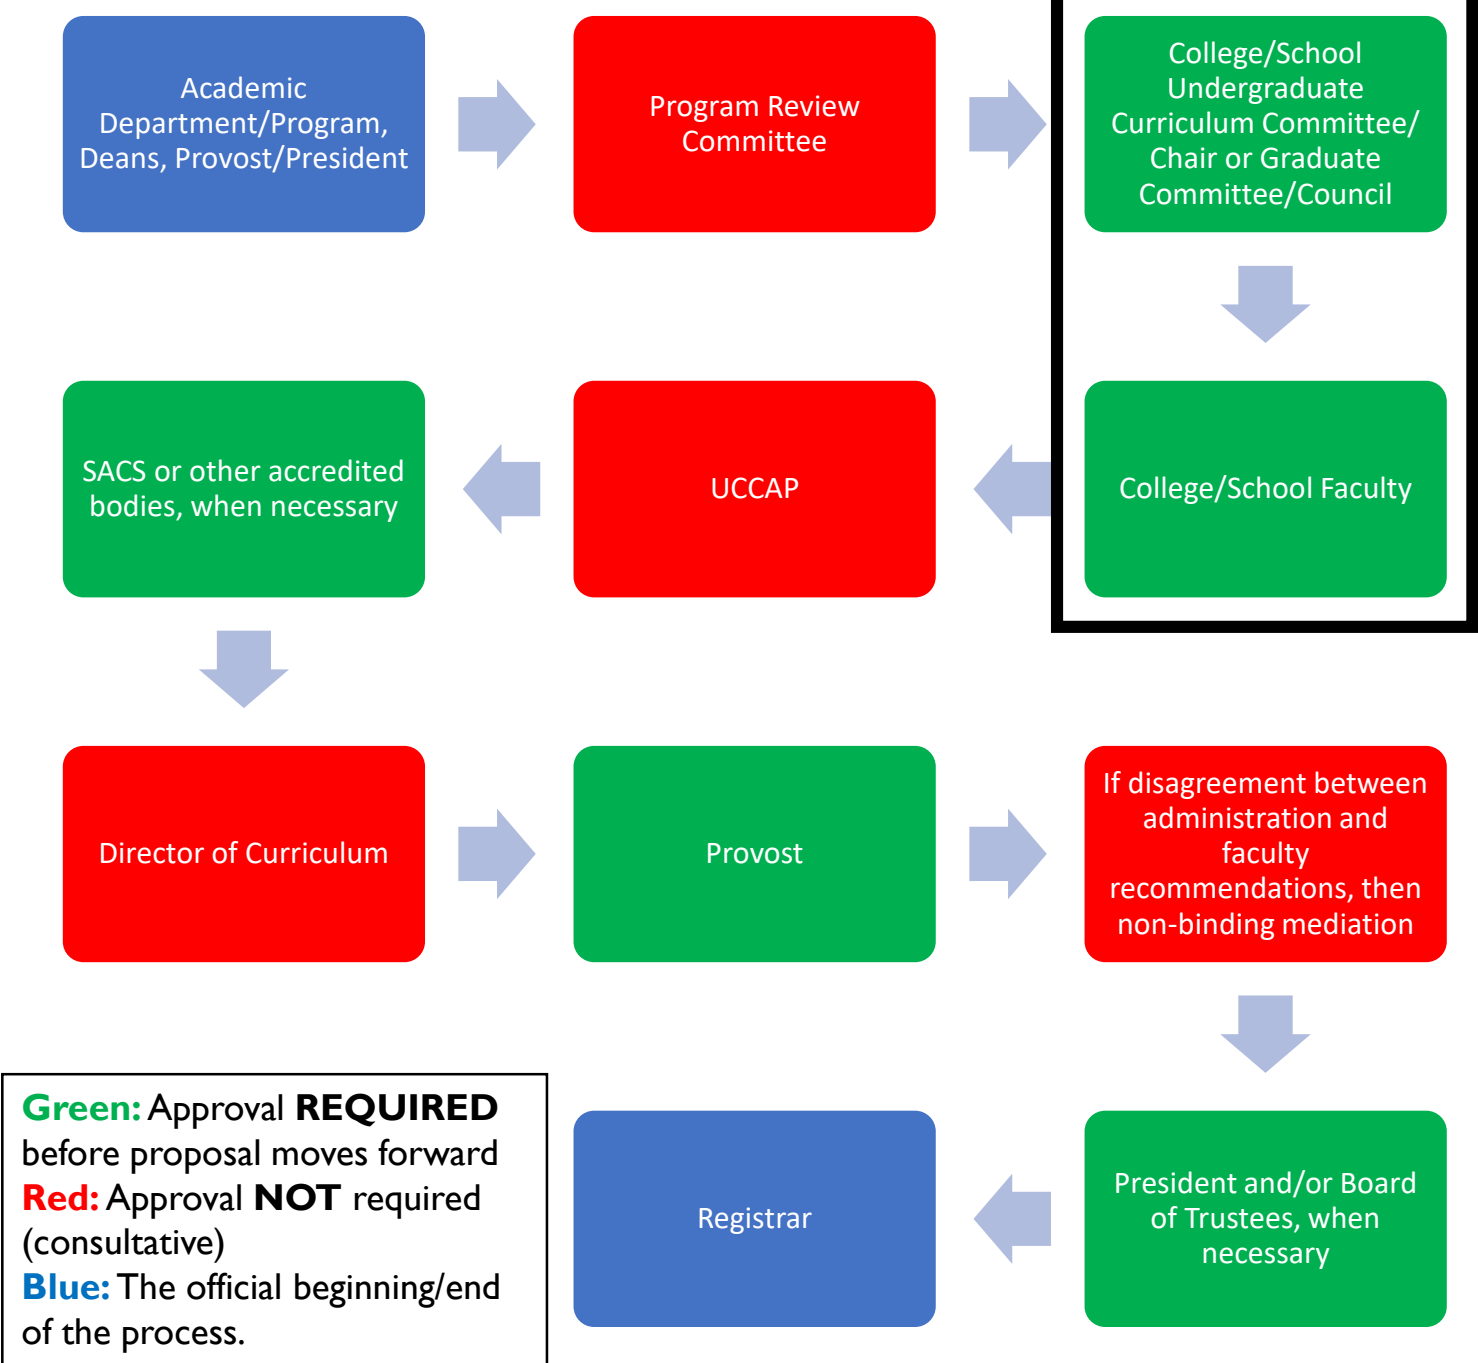 Academic
Department/Program,
Deans, Provost/President
Program Review
Committee
College/School
Undergraduate
Curriculum Committee/
Chair or Graduate
Committee/Council
College/School Faculty
UCCAP
SACS or other accredited
bodies, when necessary
Director of Curriculum
Provost
If disagreement between
administration and
faculty
recommendations, then
non-binding mediation
President and/or Board
of Trustees, when
necessary
Registrar
Green: Approval REQUIRED
before proposal moves forward
Red: Approval NOT required
(consultative)
Blue: The official beginning/end
of the process.